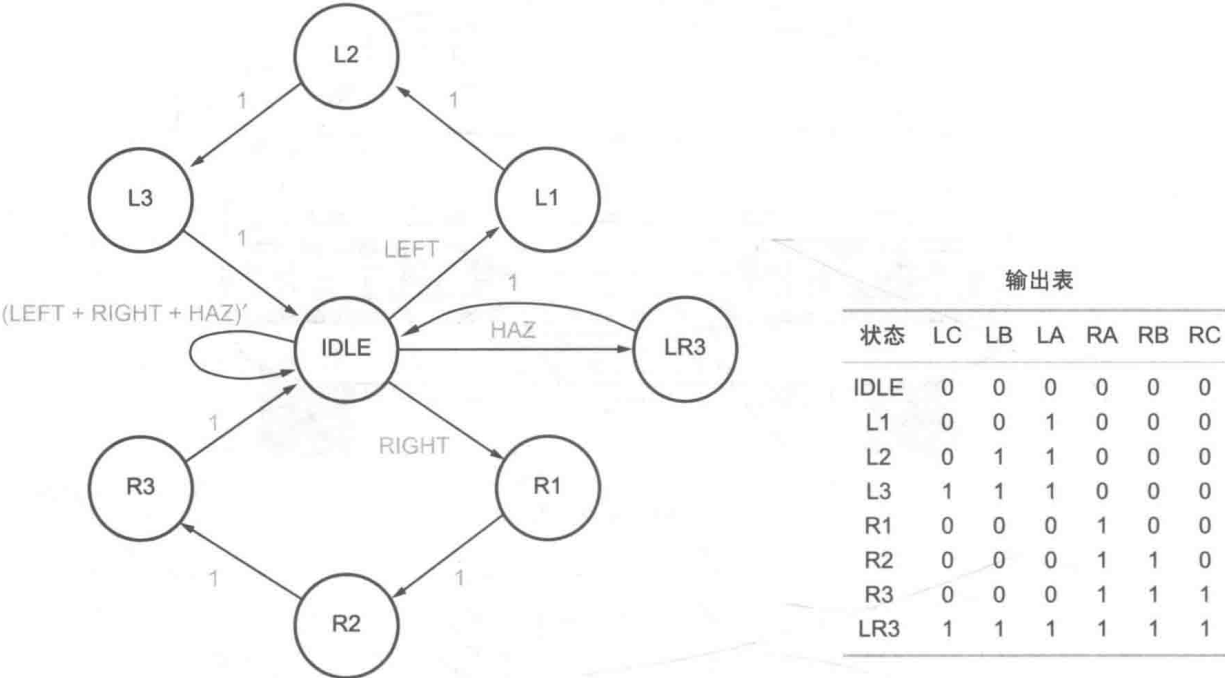 L2
1
1
L3
L1
1
LEFT
1
(LEFT + RIGHT + HAZ)′
IDLE
HAZ
LR3
1
RIGHT
R3
R1
1
1
R2
输出表
状态 LC LB LA RA RB RC
IDLE 0 0 0 0 0 0
L1 0 0 1 0 0 0
L2 0 1 1 0 0 0
L3 1 1 1 0 0 0
R1 0 0 0 1 0 0
R2 0 0 0 1 1 0
R3 0 0 0 1 1 1
LR3 1 1 1 1 1 1